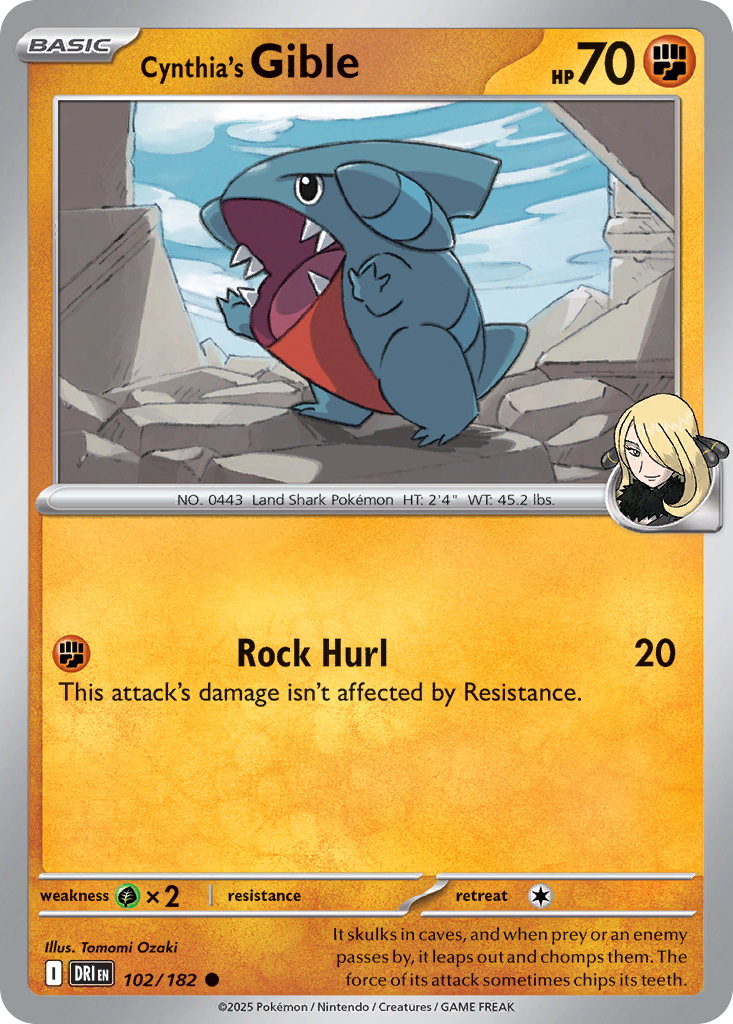 BASIC
Cynthia's Gible
HP 70
NO. 0443 Land Shark Pokémon HT: 2'4" WT: 45.2 lbs.
Rock Hurl 20
This attack's damage isn't affected by Resistance.
weakness ×2 resistance retreat
Illus. Tomomi Ozaki
It skulks in caves, and when prey or an enemy
passes by, it leaps out and chomps them. The
force of its attack sometimes chips its teeth.
I DRI EN 102/182
©2025 Pokémon / Nintendo / Creatures / GAME FREAK